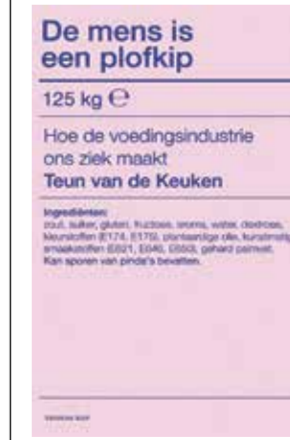 De mens is
een plofkip
125 kg ℮
Hoe de voedingsindustrie
ons ziek maakt
Teun van de Keuken
Ingrediënten:
zout, suiker, gluten, fructose, aroma, water, dextrose,
kleurstoffen (E174, E175), plantaardige olie, kunstmatige
smaakstoffen (E621, E640, E650), gehard palmvet.
Kan sporen van pinda's bevatten.